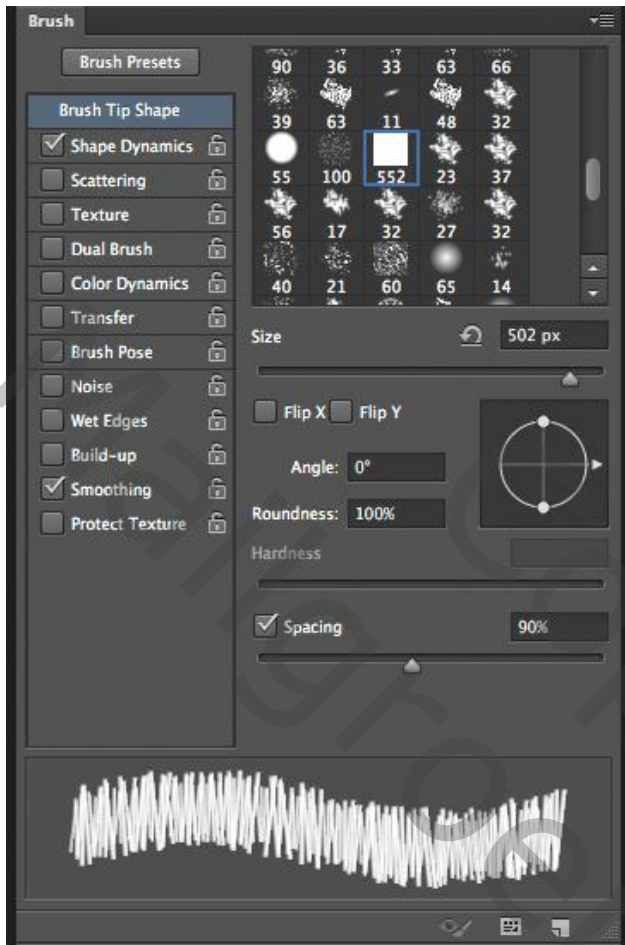 Brush
Brush Presets
Brush Tip Shape
Shape Dynamics
Scattering
Texture
Dual Brush
Color Dynamics
Transfer
Brush Pose
Noise
Wet Edges
Build-up
Smoothing
Protect Texture
90 36 33 63 66
39 63 11 48 32
55 100 552 23 37
56 17 32 27 32
40 21 60 65 14
Size 502 px
Flip X Flip Y
Angle: 0°
Roundness: 100%
Hardness
Spacing 90%